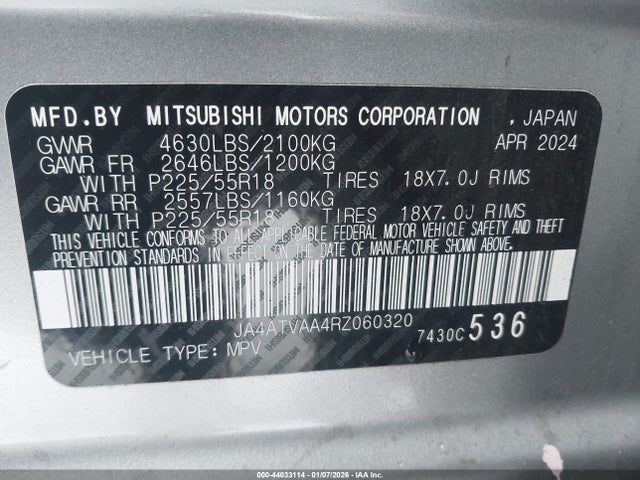 MFD.BY MITSUBISHI MOTORS CORPORATION , JAPAN
GVWR 4630LBS/2100KG APR 2024
GAWR FR 2646LBS/1200KG
WITH P225/55R18 TIRES 18X7.0J RIMS
GAWR RR 2557LBS/1160KG
WITH P225/55R18 TIRES 18X7.0J RIMS
THIS VEHICLE CONFORMS TO ALL APPLICABLE FEDERAL MOTOR VEHICLE SAFETY AND THEFT
PREVENTION STANDARDS IN EFFECT ON THE DATE OF MANUFACTURE SHOWN ABOVE.
JA4ATVAA4RZ060320
7430C 536
VEHICLE TYPE: MPV
000-44033114 - 01/07/2026 - IAA Corp.